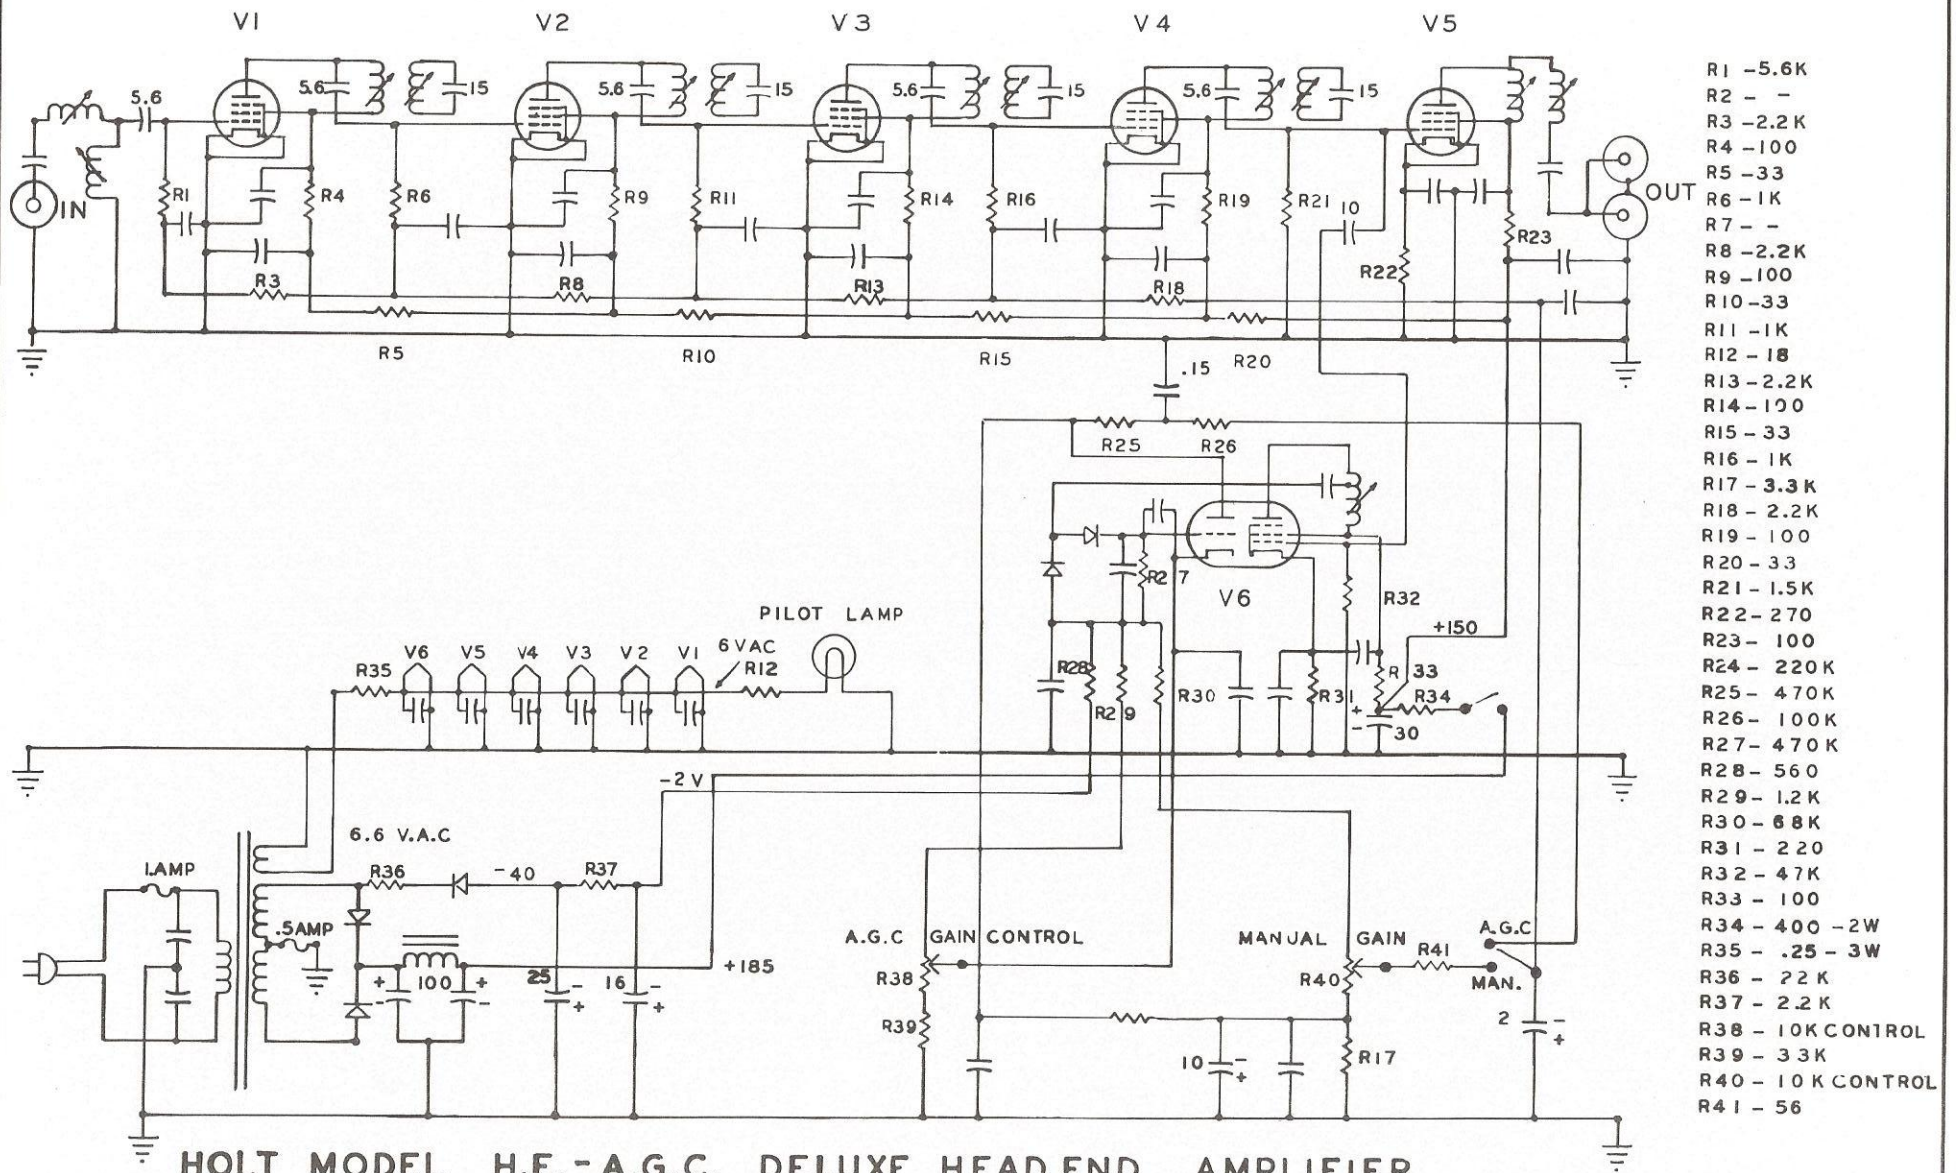 V1 V2 V3 V4 V5
5.6 5.6 15 5.6 15 5.6 15 5.6 15
IN R1 R4 R6 R9 R11 R14 R16 R19 R21 10 OUT
R23
R22
R3 R8 R13 R18
R5 R10 R15 R20
.15
R25 R26
R27
V6
R32
+150
PILOT LAMP
V6 V5 V4 V3 V2 V1 6 VAC
R35 R12
R28 R30 R31 R33
R29 + R34
- 30
-2 V
6.6 V.A.C
1.AMP R36 -40 R37
.5AMP
A.G.C GAIN CONTROL MANUAL GAIN A.G.C
R41
+185
+ 100 + 25 - 16 - R38 R40 MAN.
- - + +
R39 2 -
+
10 - R17
+
R1 -5.6K
R2 - -
R3 -2.2K
R4 -100
R5 -33
R6 -1K
R7 - -
R8 -2.2K
R9 -100
R10-33
R11 -1K
R12 -18
R13 -2.2K
R14 -100
R15 -33
R16 -1K
R17 -3.3K
R18 -2.2K
R19 -100
R20 -33
R21 -1.5K
R22-270
R23- 100
R24- 220K
R25- 470K
R26- 100K
R27-470K
R28-560
R29-1.2K
R30-68K
R31-220
R32-47K
R33-100
R34-400 -2W
R35- .25-3W
R36-22K
R37-2.2K
R38-10K CONTROL
R39-33K
R40-10K CONTROL
R41-56
HOLT MODEL H.E.-A.G.C. DELUXE HEAD END AMPLIFIER